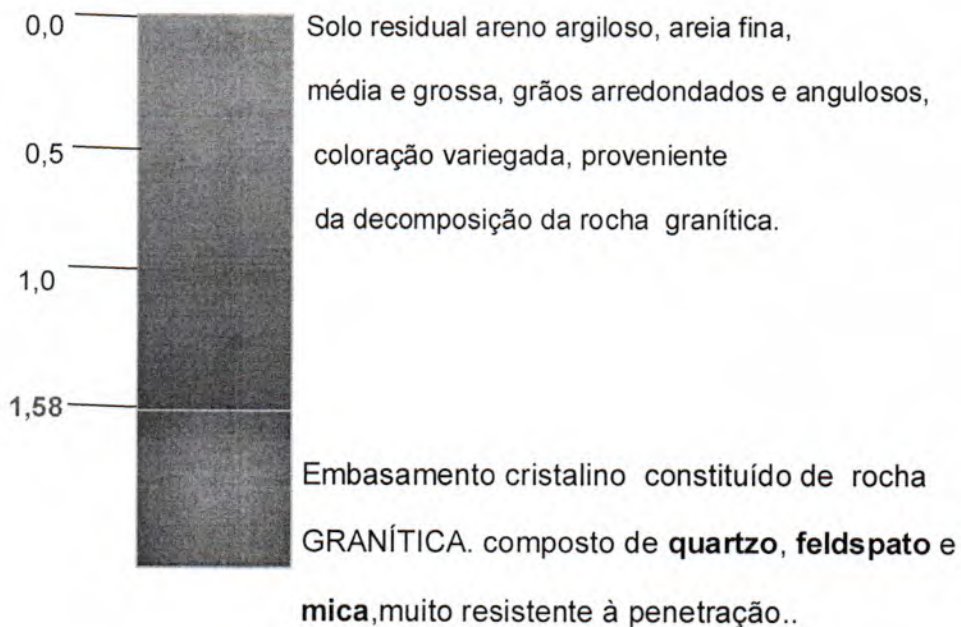 0,0
Solo residual areno argiloso, areia fina,
média e grossa, grãos arredondados e angulosos,
0,5
coloração variegada, proveniente
da decomposição da rocha granítica.
1,0
1,58
Embasamento cristalino constituído de rocha
GRANÍTICA. composto de quartzo, feldspato e
mica,muito resistente à penetração..